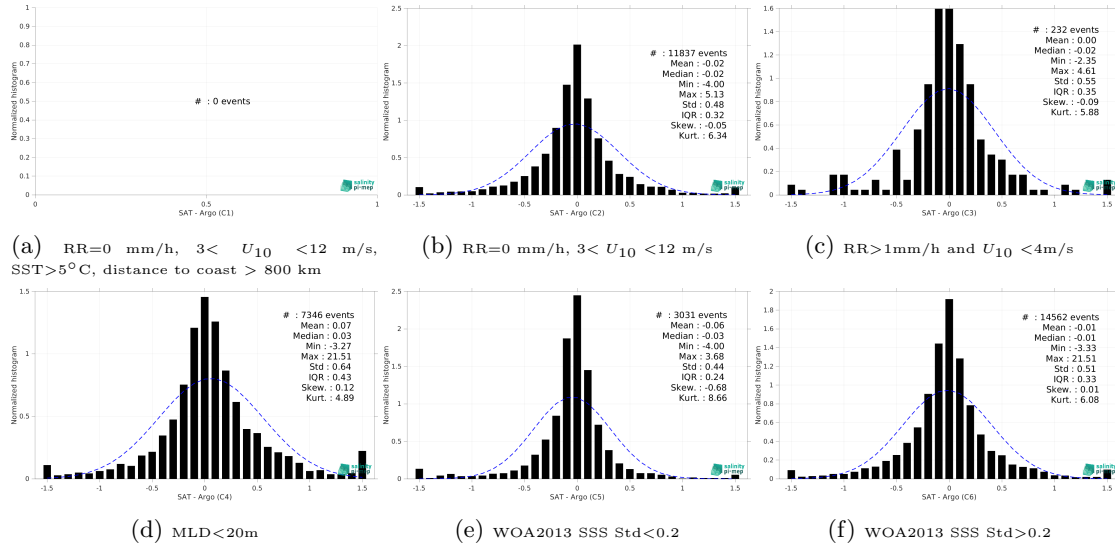 Normalized histogram
1
0.9
0.8
0.7
0.6
0.5
0.4
0.3
0.2
0.1
0
# : 0 events
salinity
pi-mep
0 0.5 1
SAT - Argo (C1)
(a) RR=0 mm/h, 3< U10 <12 m/s,
SST>5°C, distance to coast > 800 km
Normalized histogram
2.5
2
1.5
1
0.5
0
# : 11837 events
Mean : -0.02
Median : -0.02
Min : -4.00
Max : 5.13
Std : 0.48
IQR : 0.32
Skew. : -0.05
Kurt. : 6.34
salinity
pi-mep
-1.5 -1 -0.5 0 0.5 1 1.5
SAT - Argo (C2)
(b) RR=0 mm/h, 3< U10 <12 m/s
Normalized histogram
1.6
1.4
1.2
1
0.8
0.6
0.4
0.2
0
# : 232 events
Mean : 0.00
Median : -0.02
Min : -2.35
Max : 4.61
Std : 0.55
IQR : 0.35
Skew. : -0.09
Kurt. : 5.88
salinity
pi-mep
-1.5 -1 -0.5 0 0.5 1 1.5
SAT - Argo (C3)
(c) RR>1mm/h and U10 <4m/s
Normalized histogram
1.5
1
0.5
0
# : 7346 events
Mean : 0.07
Median : 0.03
Min : -3.27
Max : 21.51
Std : 0.64
IQR : 0.43
Skew. : 0.12
Kurt. : 4.89
salinity
pi-mep
-1.5 -1 -0.5 0 0.5 1 1.5
SAT - Argo (C4)
(d) MLD<20m
Normalized histogram
2.5
2
1.5
1
0.5
0
# : 3031 events
Mean : -0.06
Median : -0.03
Min : -4.00
Max : 3.68
Std : 0.44
IQR : 0.24
Skew. : -0.68
Kurt. : 8.66
salinity
pi-mep
-1.5 -1 -0.5 0 0.5 1 1.5
SAT - Argo (C5)
(e) WOA2013 SSS Std<0.2
Normalized histogram
2
1.8
1.6
1.4
1.2
1
0.8
0.6
0.4
0.2
0
# : 14562 events
Mean : -0.01
Median : -0.01
Min : -3.33
Max : 21.51
Std : 0.51
IQR : 0.33
Skew. : 0.01
Kurt. : 6.08
salinity
pi-mep
-1.5 -1 -0.5 0 0.5 1 1.5
SAT - Argo (C6)
(f) WOA2013 SSS Std>0.2